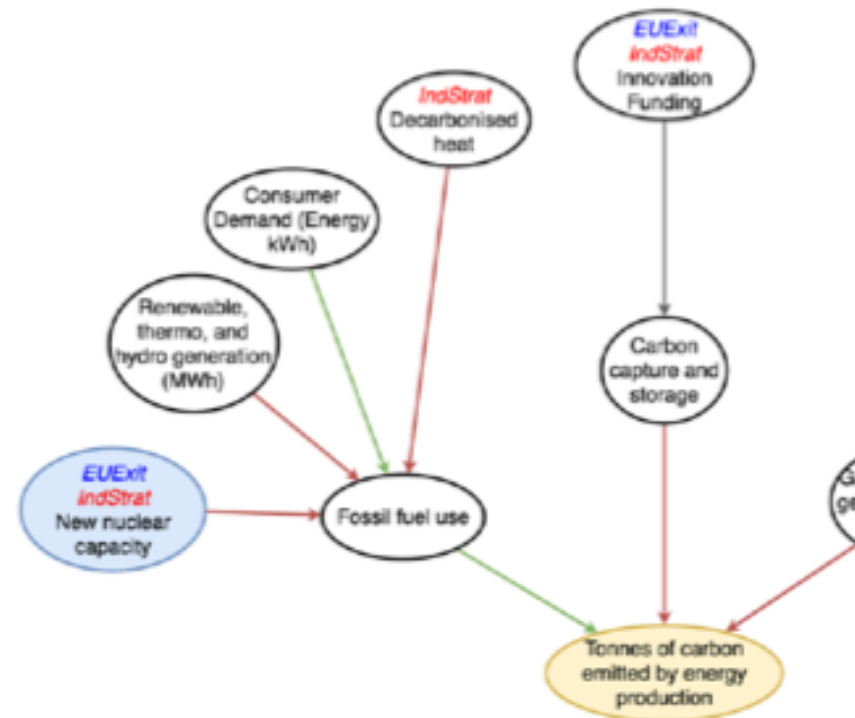 EUExit
IndStrat
Innovation
Funding
IndStrat
Decarbonised
heat
Consumer
Demand (Energy
kWh)
Renewable,
thermo, and
hydro generation
(MWh)
Carbon
capture and
storage
EUExit
IndStrat
New nuclear
capacity
Fossil fuel use
Tonnes of carbon
emitted by energy
production